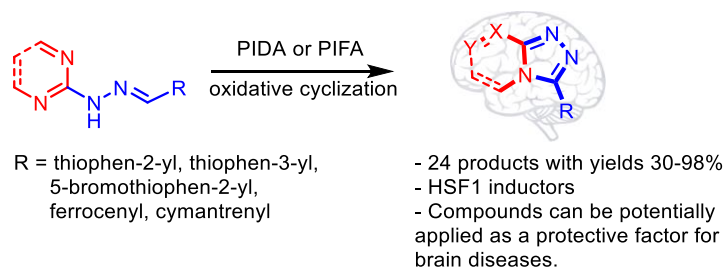 N
N
N
H
N
R
PIDA or PIFA
oxidative cyclization
Y
X
N
N
N
R
R = thiophen-2-yl, thiophen-3-yl,
5-bromothiophen-2-yl,
ferrocenyl, cymantrenyl
- 24 products with yields 30-98%
- HSF1 inductors
- Compounds can be potentially
applied as a protective factor for
brain diseases.